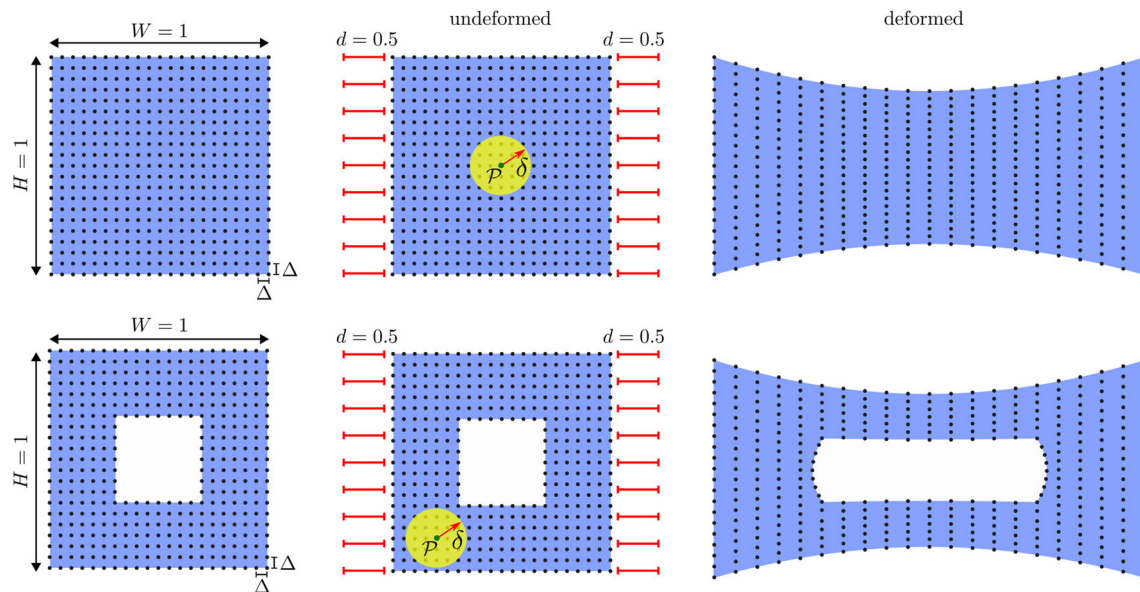 undeformed
deformed
W = 1
d = 0.5
d = 0.5
H = 1
𝒫
δ
Δ
Δ
W = 1
d = 0.5
d = 0.5
H = 1
𝒫
δ
Δ
Δ